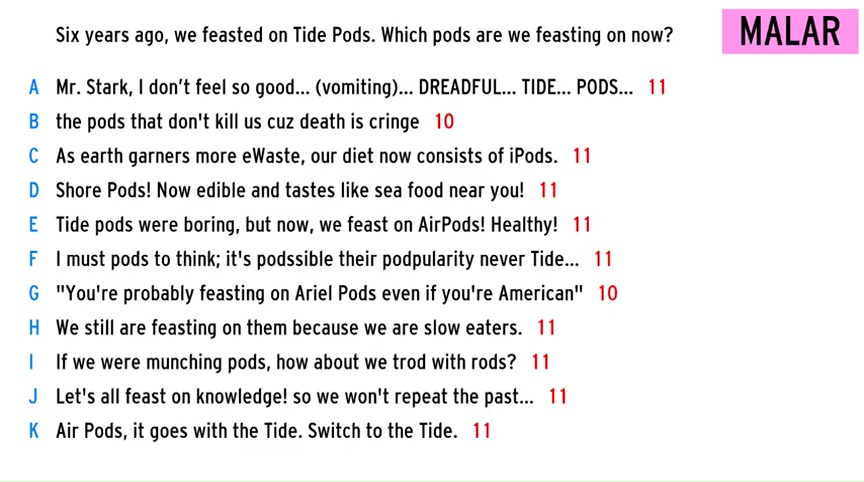 Six years ago, we feasted on Tide Pods. Which pods are we feasting on now?
MALAR
A Mr. Stark, I don’t feel so good... (vomiting)... DREADFUL... TIDE... PODS... 11
B the pods that don't kill us cuz death is cringe 10
C As earth garners more eWaste, our diet now consists of iPods. 11
D Shore Pods! Now edible and tastes like sea food near you! 11
E Tide pods were boring, but now, we feast on AirPods! Healthy! 11
F I must pods to think; it's podssible their podpularity never Tide... 11
G "You're probably feasting on Ariel Pods even if you're American" 10
H We still are feasting on them because we are slow eaters. 11
I If we were munching pods, how about we trod with rods? 11
J Let's all feast on knowledge! so we won't repeat the past... 11
K Air Pods, it goes with the Tide. Switch to the Tide. 11